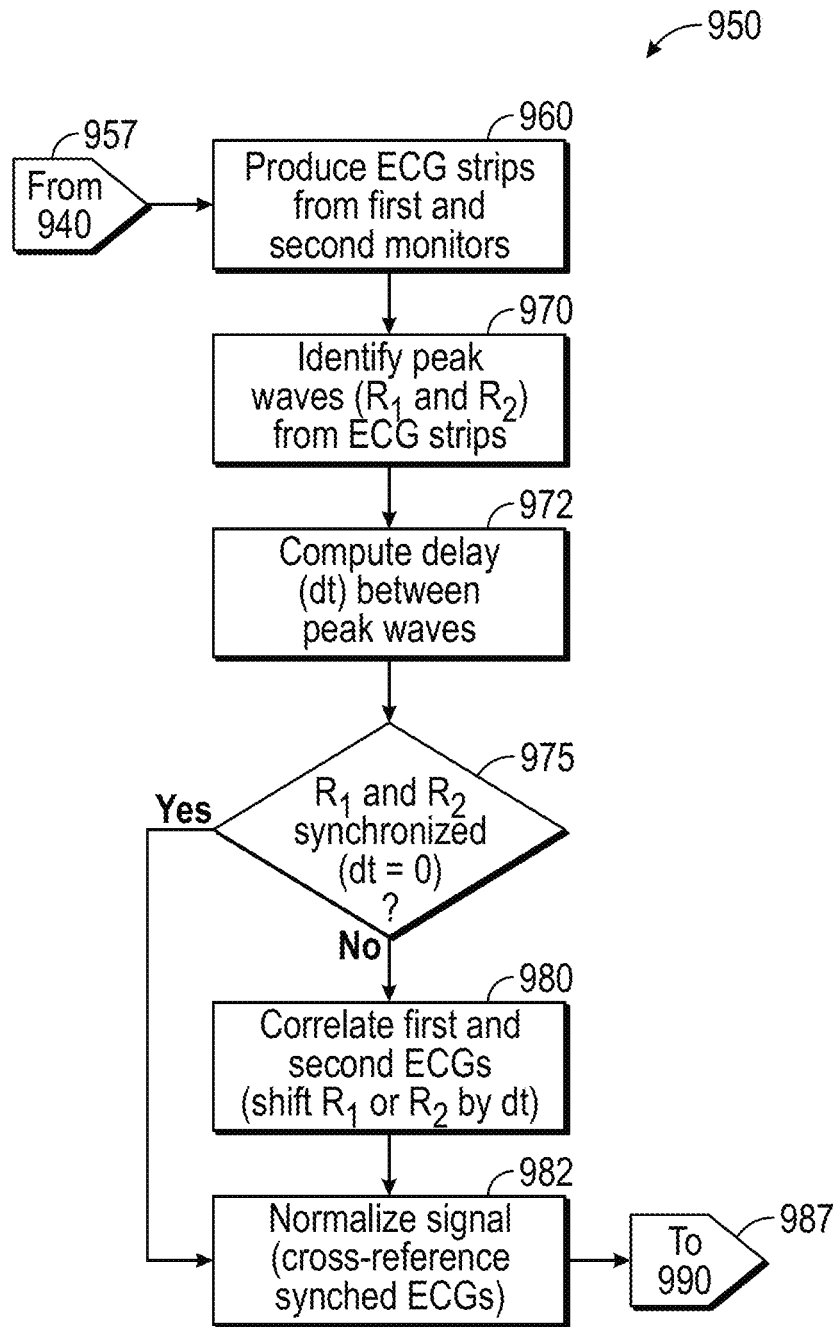 950
957
From
940
960
Produce ECG strips
from first and
second monitors
970
Identify peak
waves (R₁ and R₂)
from ECG strips
972
Compute delay
(dt) between
peak waves
975
Yes
R₁ and R₂
synchronized
(dt = 0)
?
No
980
Correlate first and
second ECGs
(shift R₁ or R₂ by dt)
982
Normalize signal
(cross-reference
synched ECGs)
987
To
990